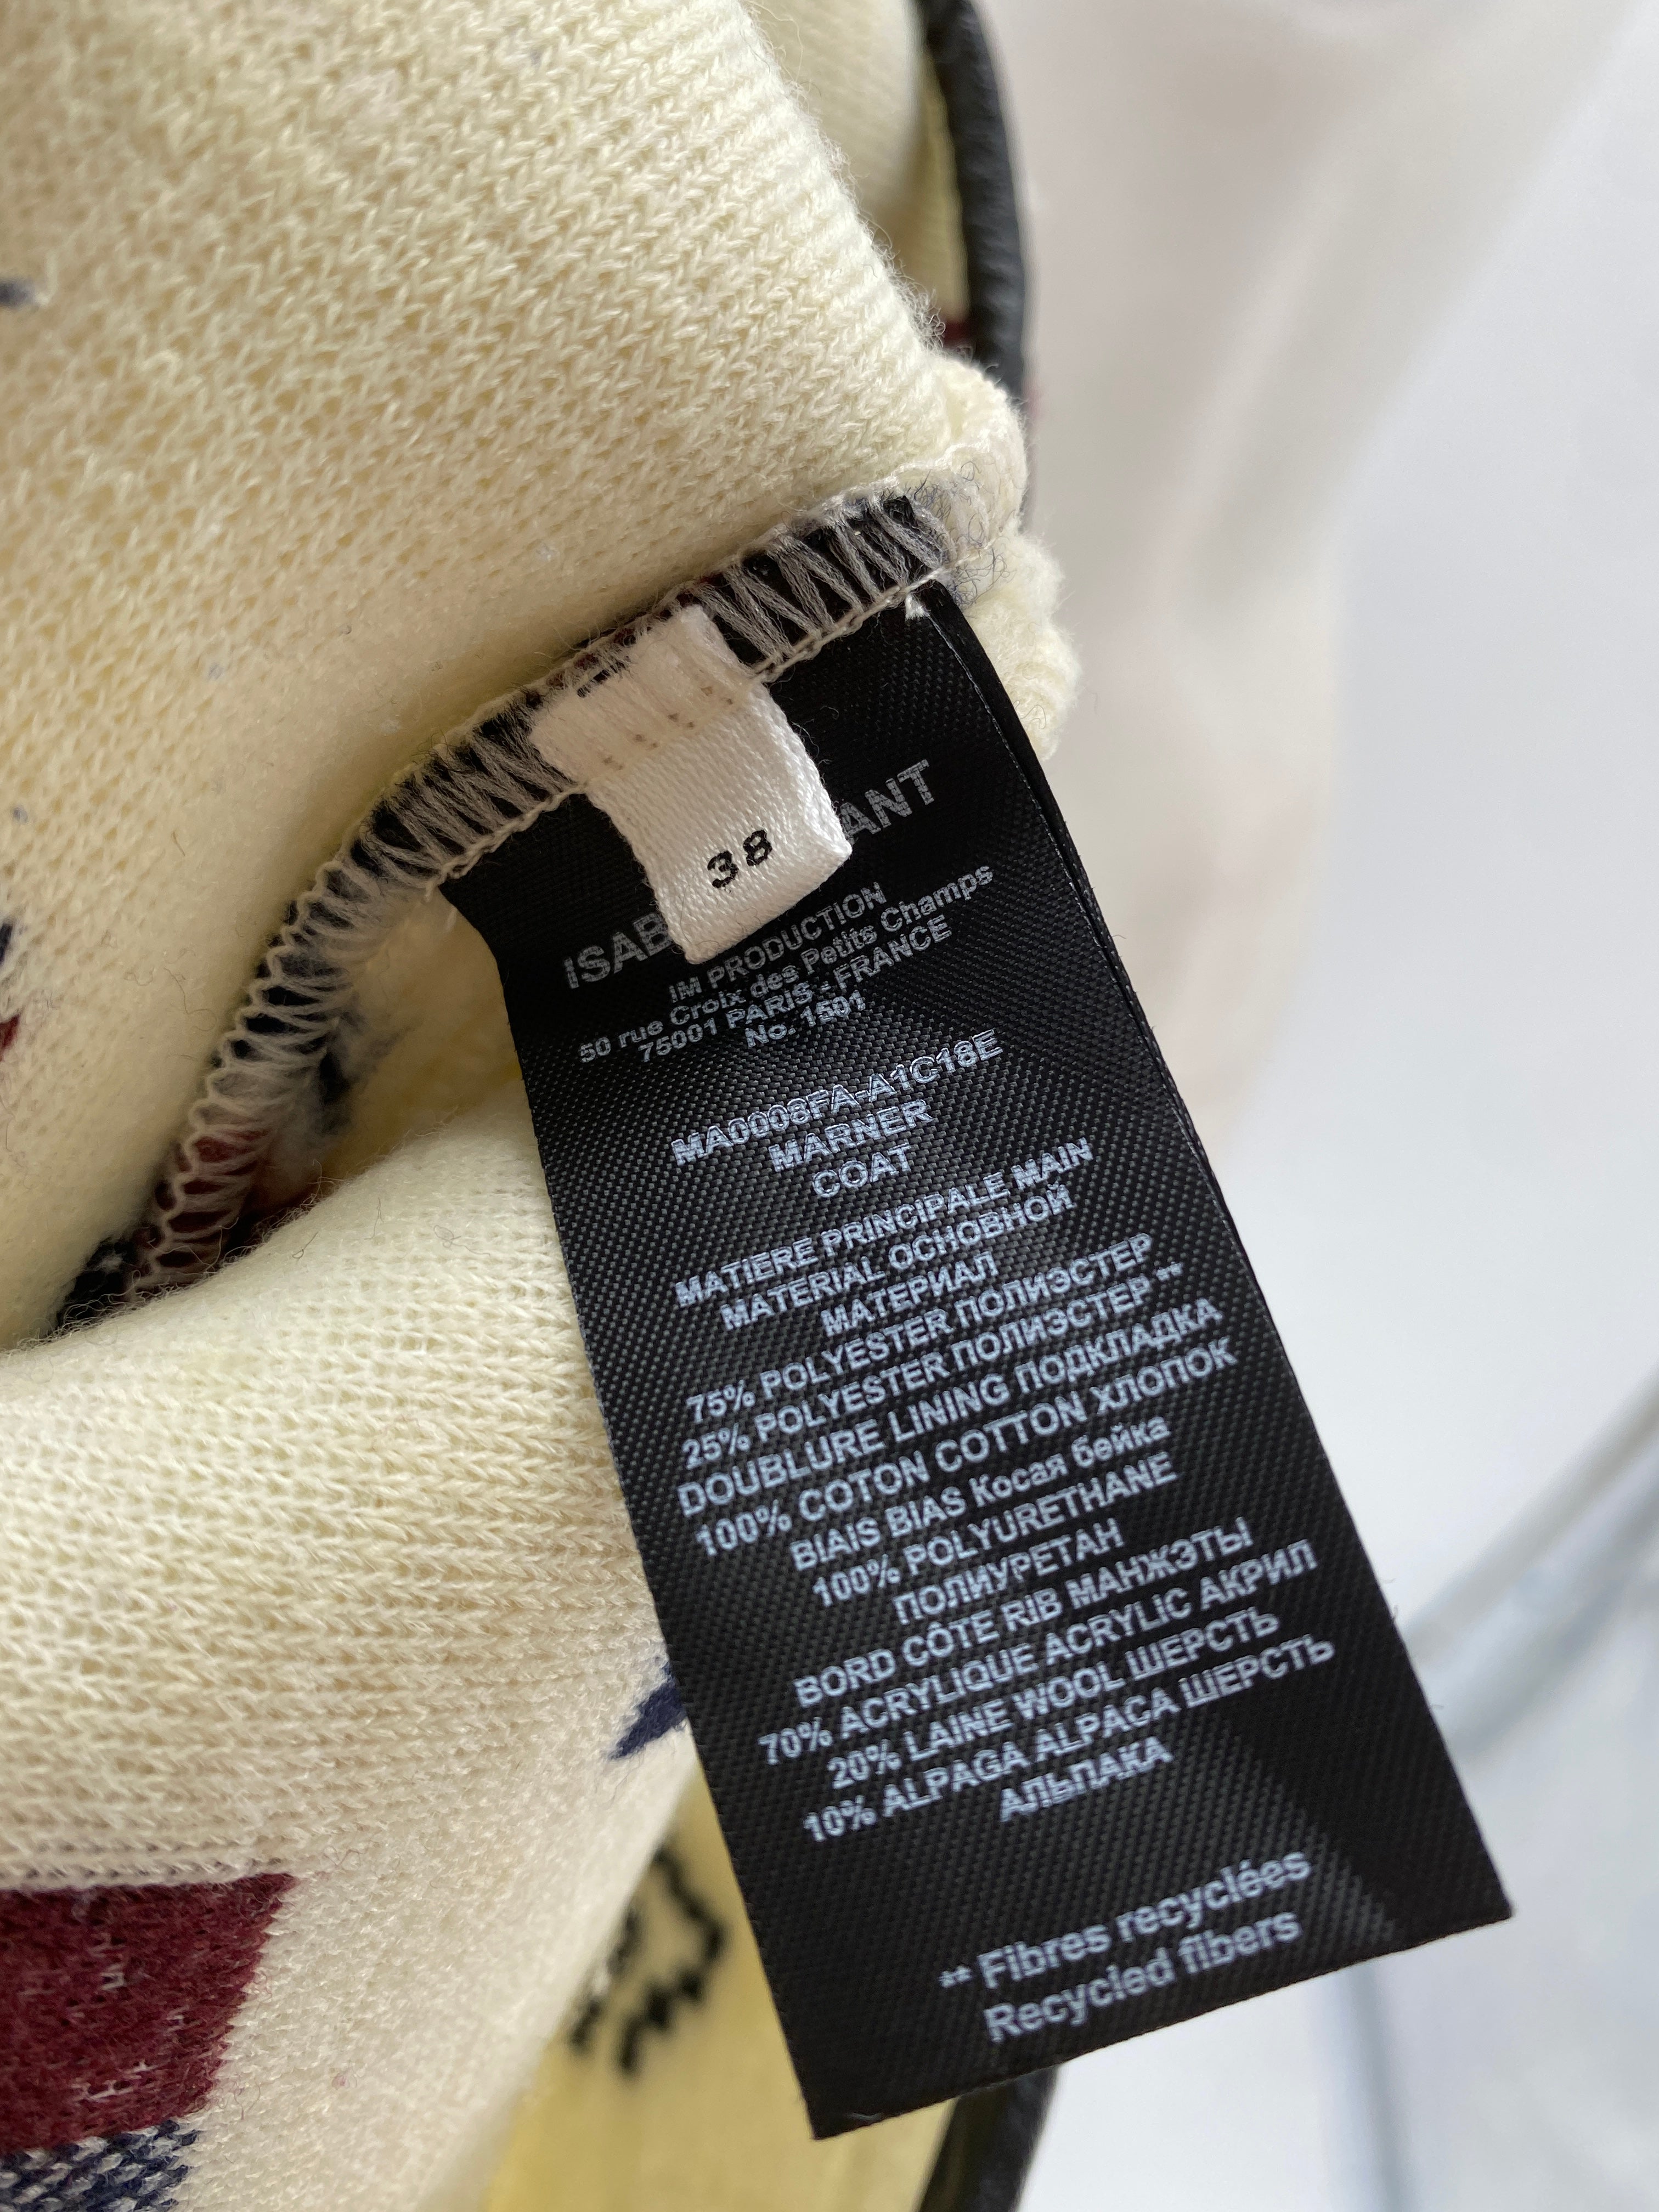 38
ISAB ANT
IM PRODUCTION
50 rue Croix des Petits Champs
75001 PARIS - FRANCE
No. 1601
MA0008FA-A1C18E
MARNER
COAT
MATIERE PRINCIPALE MAIN
MATERIAL ОСНОВНОЙ
МАТЕРИАЛ
75% POLYESTER ПОЛИЭСТЕР
25% POLYESTER ПОЛИЭСТЕР **
DOUBLURE LINING ПОДКЛАДКА
100% COTON COTTON ХЛОПОК
BIAIS BIAS Косая бейка
100% POLYURETHANE
ПОЛИУРЕТАН
BORD CÔTE RIB МАНЖЭТЫ
70% ACRYLIQUE ACRYLIC АКРИЛ
20% LAINE WOOL ШЕРСТЬ
10% ALPAGA ALPACA ШЕРСТЬ
АЛЬПАКА
** Fibres recyclées
Recycled fibers